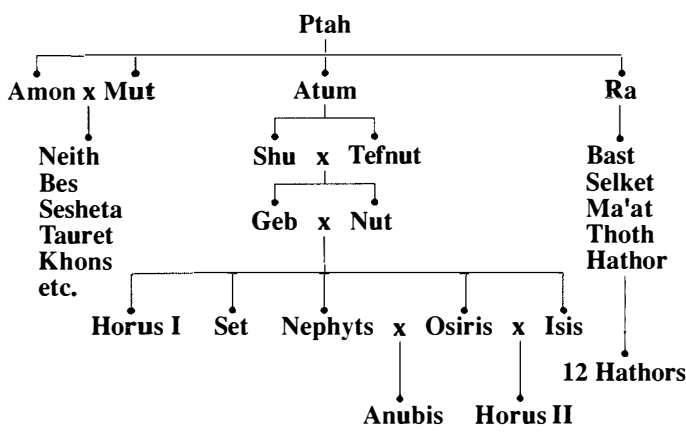 Ptah
Amon x Mut Atum Ra
Neith Shu x Tefnut Bast
Bes Selket
Sesheta Geb x Nut Ma'at
Tauret Thoth
Khons Hathor
etc.
Horus I Set Nephyts x Osiris x Isis
12 Hathors
Anubis Horus II